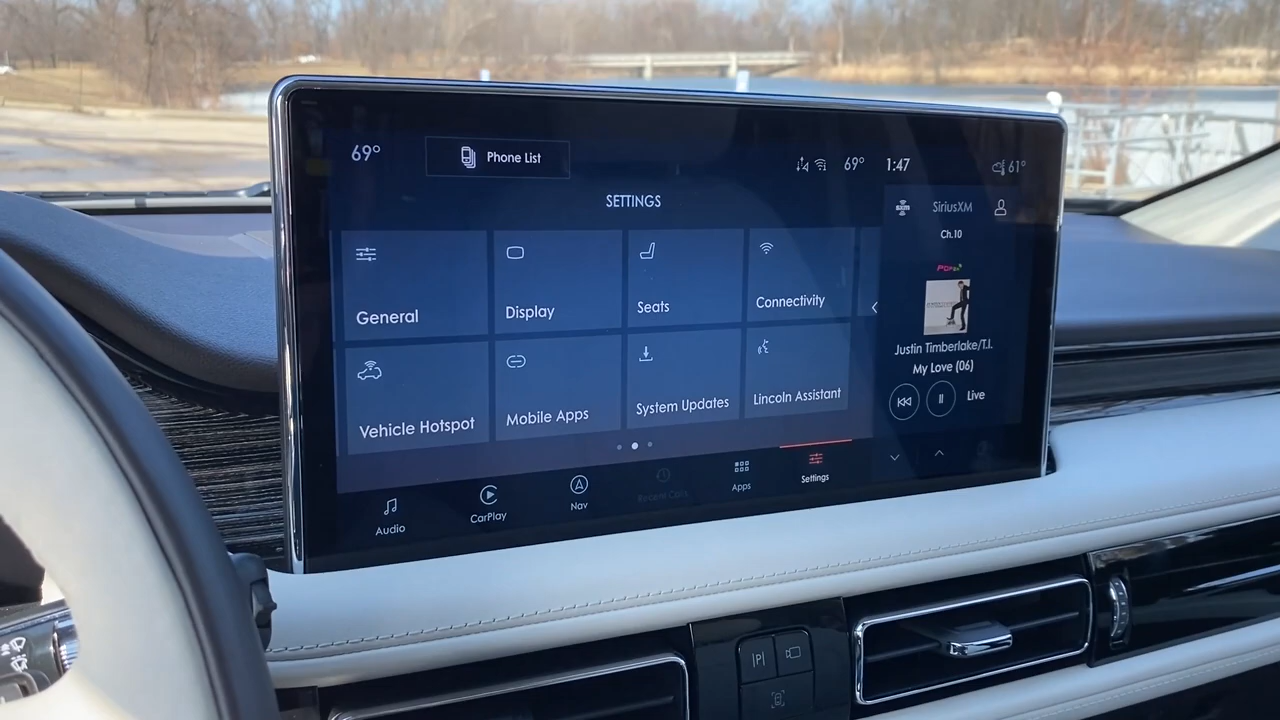 69°
Phone List
69° 1:47 61°
SETTINGS
SXM SiriusXM
Ch.10
General
Display
Seats
Connectivity
Vehicle Hotspot
Mobile Apps
System Updates
Lincoln Assistant
Justin Timberlake/T.I.
My Love (06)
Live
Audio
CarPlay
Nav
Recent Calls
Apps
Settings
P